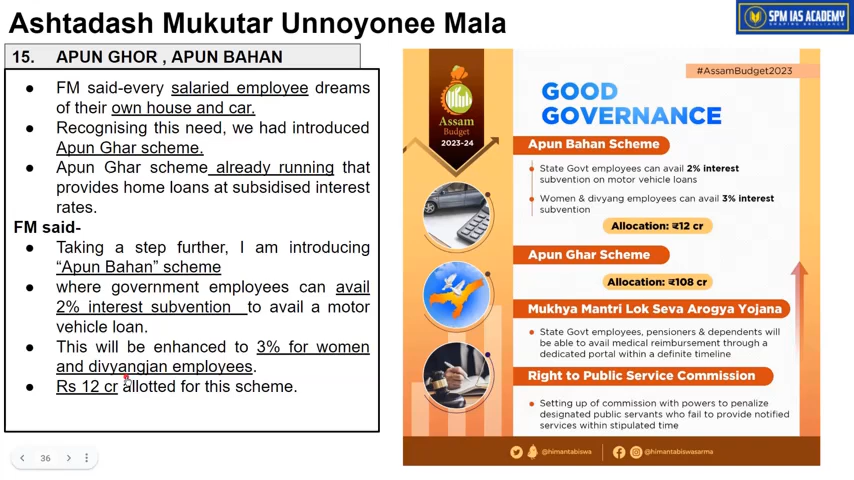 Ashtadash Mukutar Unnoyonee Mala
SPM IAS ACADEMY
SHAPING BRILLIANCE
15. APUN GHOR , APUN BAHAN
● FM said-every salaried employee dreams
of their own house and car.
● Recognising this need, we had introduced
Apun Ghar scheme.
● Apun Ghar scheme already running that
provides home loans at subsidised interest
rates.
FM said-
● Taking a step further, I am introducing
“Apun Bahan” scheme
● where government employees can avail
2% interest subvention to avail a motor
vehicle loan.
● This will be enhanced to 3% for women
and divyangjan employees.
● Rs 12 cr allotted for this scheme.
36
#AssamBudget2023
Assam
Budget
2023-24
GOOD
GOVERNANCE
Apun Bahan Scheme
State Govt employees can avail 2% interest
subvention on motor vehicle loans
Women & divyang employees can avail 3% interest
subvention
Allocation: ₹12 cr
Apun Ghar Scheme
Allocation: ₹108 cr
Mukhya Mantri Lok Seva Arogya Yojana
State Govt employees, pensioners & dependents will
be able to avail medical reimbursement through a
dedicated portal within a definite timeline
Right to Public Service Commission
Setting up of commission with powers to penalize
designated public servants who fail to provide notified
services within stipulated time
@himantabiswa
@himantabiswasarma